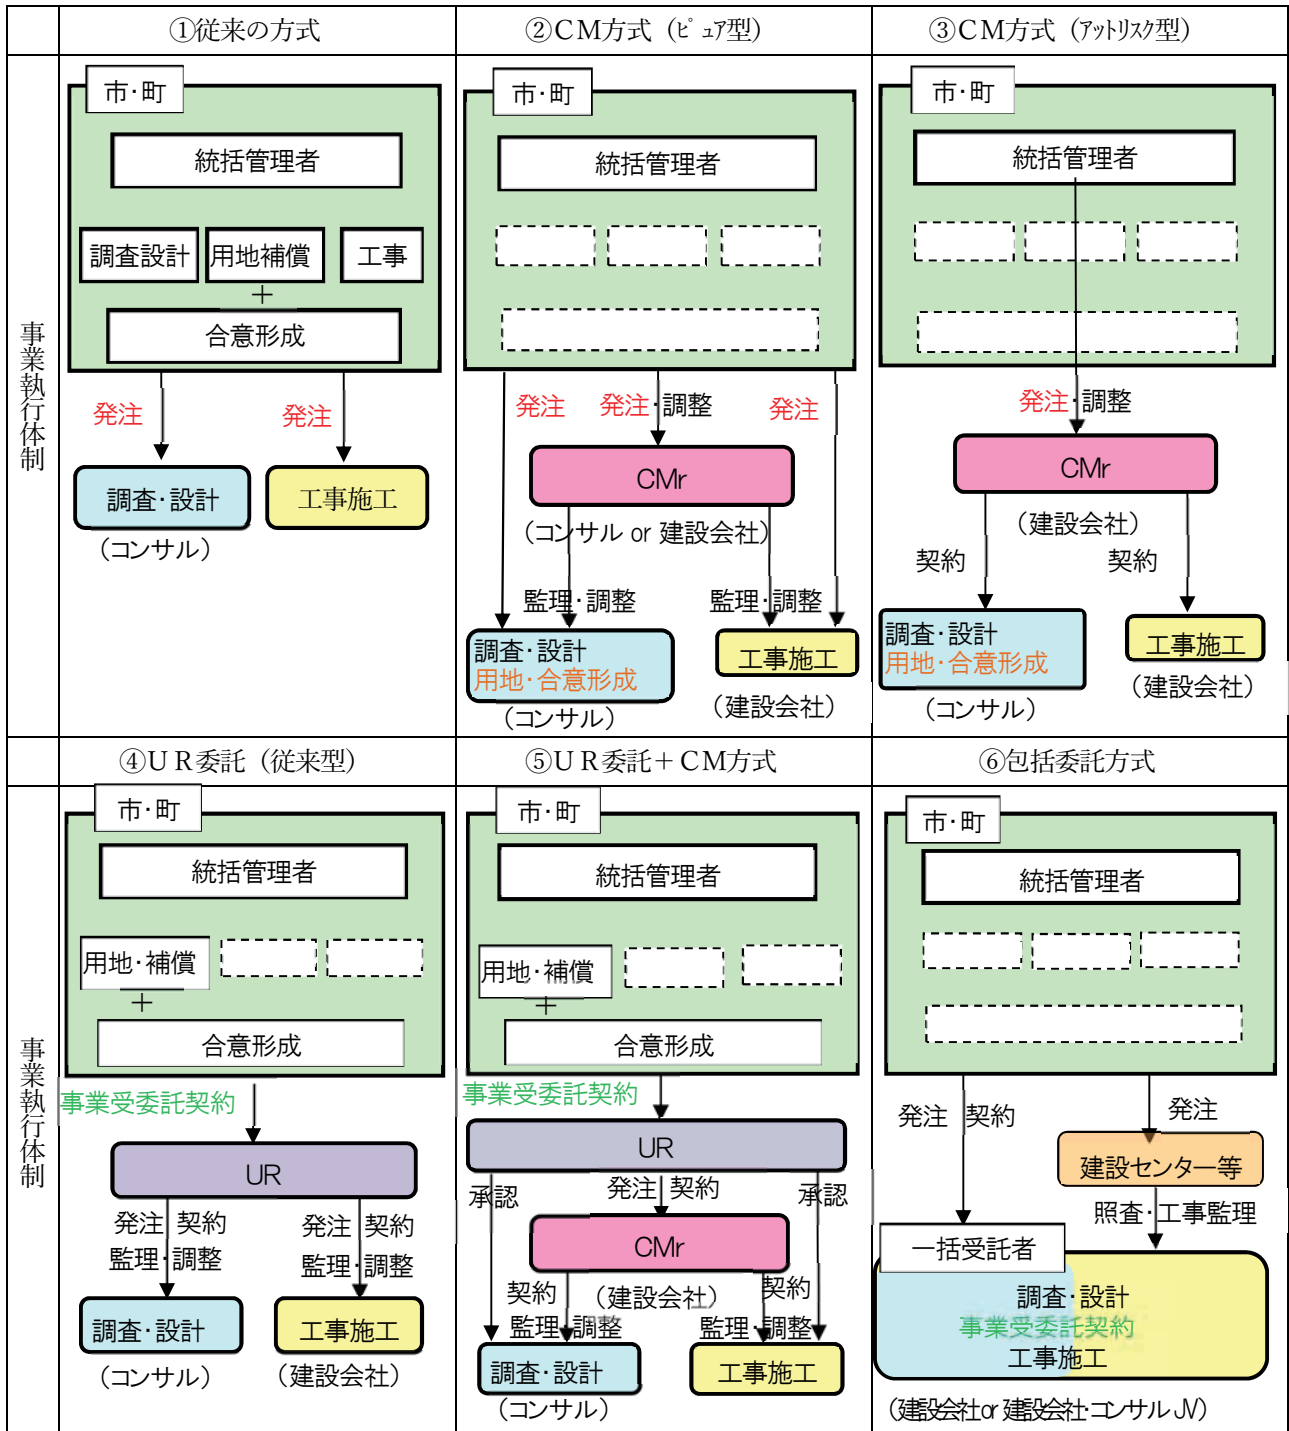 ①従来の方式
②ＣＭ方式（ﾋﾟｭｱ型）
③ＣＭ方式（ｱｯﾄﾘｽｸ型）
事業執行体制
市･町
統括管理者
調査設計
用地補償
工事
＋
合意形成
発注
発注
調査･設計
工事施工
（コンサル）
市･町
統括管理者
発注
発注･調整
発注
CMr
（コンサル or 建設会社）
監理･調整
監理･調整
調査･設計
用地･合意形成
工事施工
（コンサル）
（建設会社）
市･町
統括管理者
発注･調整
CMr
（建設会社）
契約
契約
調査･設計
用地･合意形成
工事施工
（コンサル）
（建設会社）
④ＵＲ委託（従来型）
⑤ＵＲ委託＋ＣＭ方式
⑥包括委託方式
事業執行体制
市･町
統括管理者
用地･補償
＋
合意形成
事業受委託契約
UR
発注 契約
監理･調整
発注 契約
監理･調整
調査･設計
工事施工
（コンサル）
（建設会社）
市･町
統括管理者
用地･補償
＋
合意形成
事業受委託契約
UR
承認
発注 契約
承認
CMr
（建設会社）
契約
監理･調整
契約
監理･調整
調査･設計
工事施工
（コンサル）
市･町
統括管理者
発注 契約
発注
建設センター等
照査･工事監理
一括受託者
調査･設計
事業受委託契約
工事施工
（建設会社or 建設会社･コンサル JV）